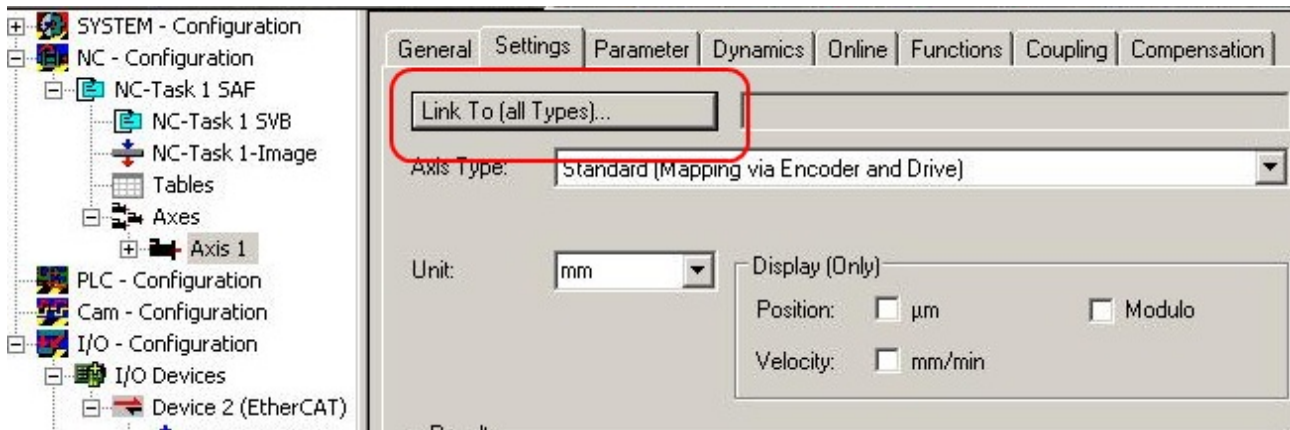 SYSTEM - Configuration
NC - Configuration
NC-Task 1 SAF
NC-Task 1 SVB
NC-Task 1-Image
Tables
Axes
Axis 1
PLC - Configuration
Cam - Configuration
I/O - Configuration
I/O Devices
Device 2 (EtherCAT)
General Settings Parameter Dynamics Online Functions Coupling Compensation
Link To (all Types)...
Axis Type: Standard (Mapping via Encoder and Drive)
Unit: mm
Display (Only)
Position: µm Modulo
Velocity: mm/min